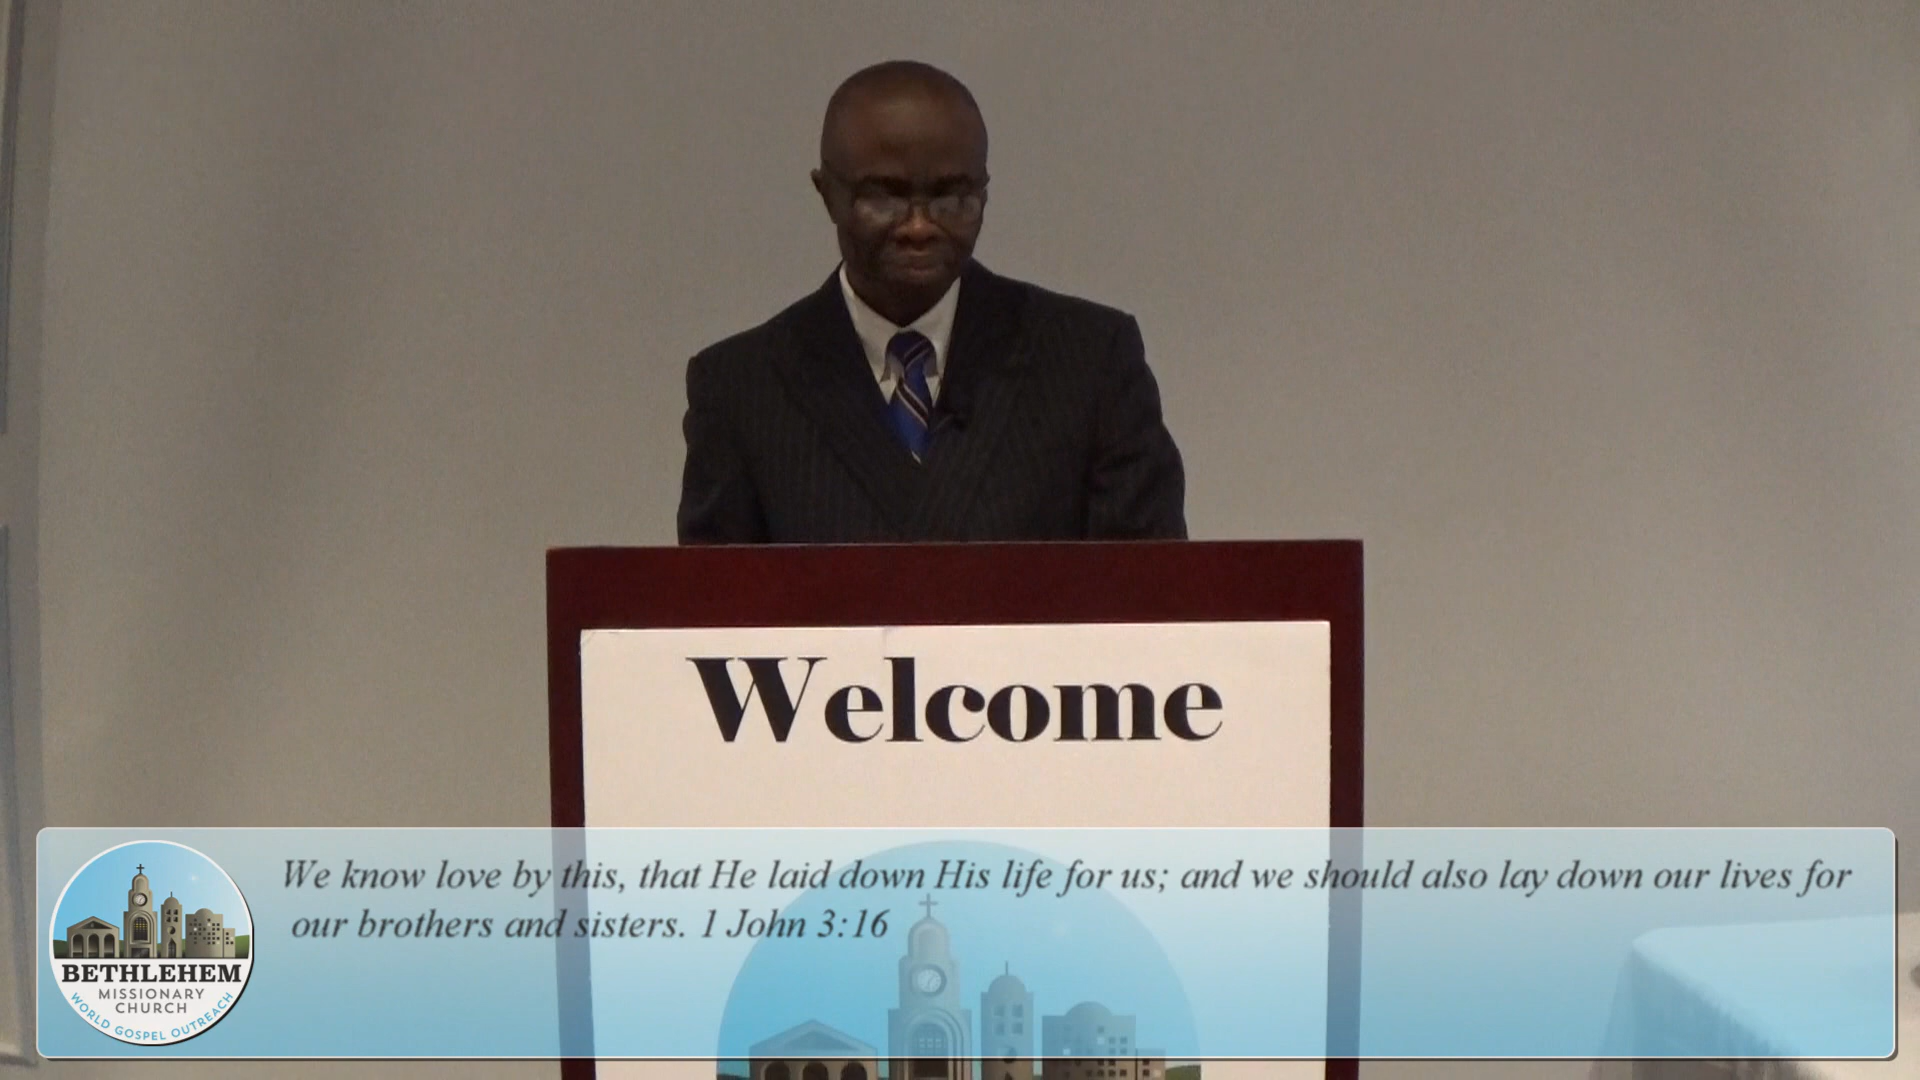 Welcome
We know love by this, that He laid down His life for us; and we should also lay down our lives for
our brothers and sisters. 1 John 3:16
BETHLEHEM
MISSIONARY
CHURCH
WORLD GOSPEL OUTREACH